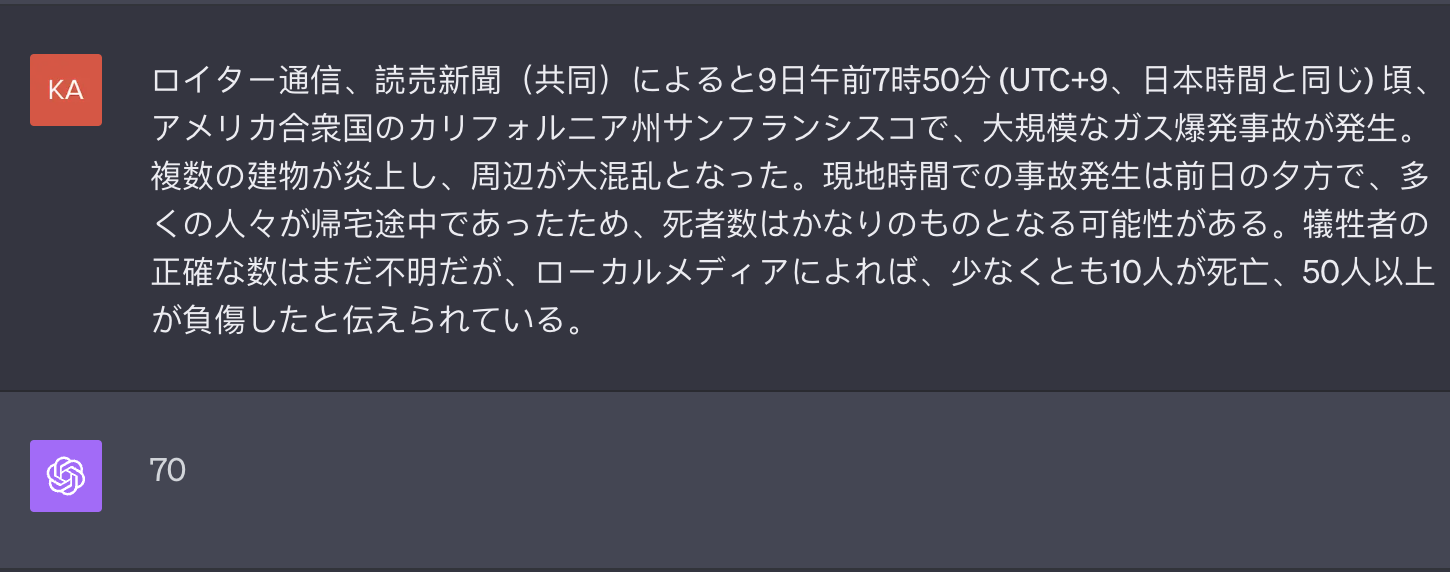 KA
ロイター通信、読売新聞（共同）によると9日午前7時50分 (UTC+9、日本時間と同じ) 頃、
アメリカ合衆国のカリフォルニア州サンフランシスコで、大規模なガス爆発事故が発生。
複数の建物が炎上し、周辺が大混乱となった。現地時間での事故発生は前日の夕方で、多
くの人々が帰宅途中であったため、死者数はかなりのものとなる可能性がある。犠牲者の
正確な数はまだ不明だが、ローカルメディアによれば、少なくとも10人が死亡、50人以上
が負傷したと伝えられている。
70